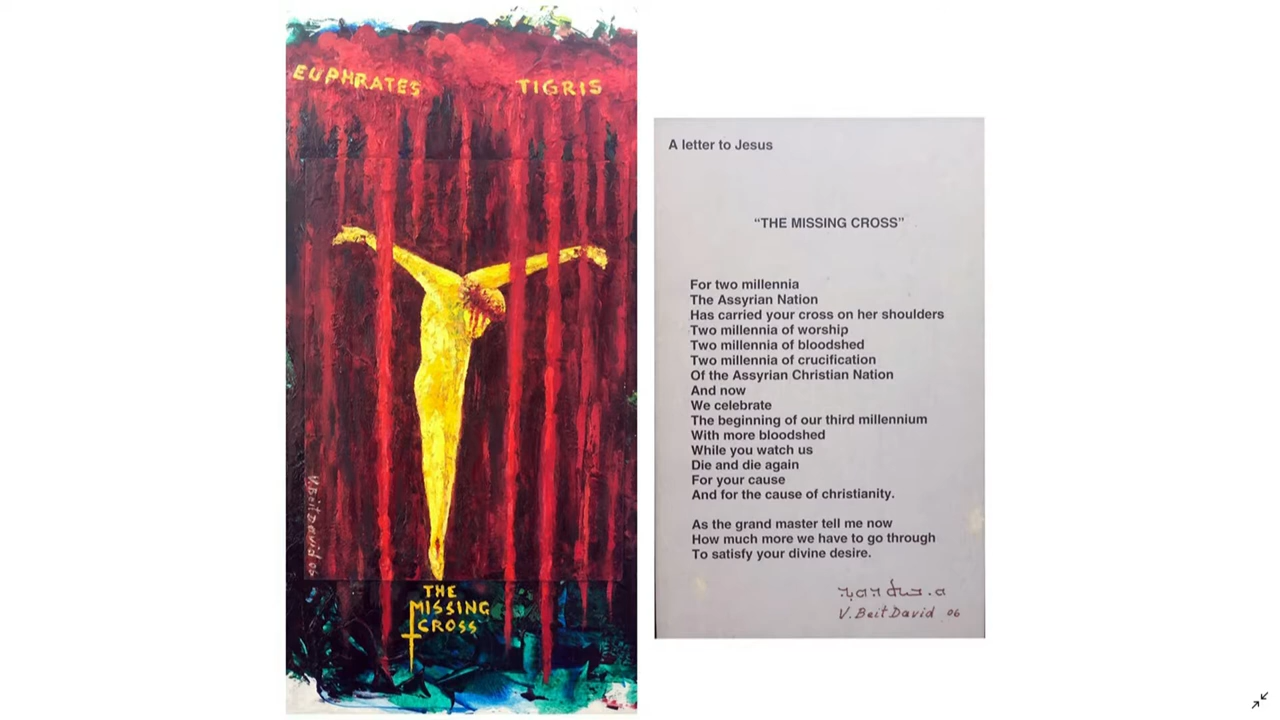 EUPHRATES TIGRIS
V.Beit David 06
THE
MISSING
CROSS
A letter to Jesus
“THE MISSING CROSS”
For two millennia
The Assyrian Nation
Has carried your cross on her shoulders
Two millennia of worship
Two millennia of bloodshed
Two millennia of crucification
Of the Assyrian Christian Nation
And now
We celebrate
The beginning of our third millennium
With more bloodshed
While you watch us
Die and die again
For your cause
And for the cause of christianity.
As the grand master tell me now
How much more we have to go through
To satisfy your divine desire.
V. Beit David 06